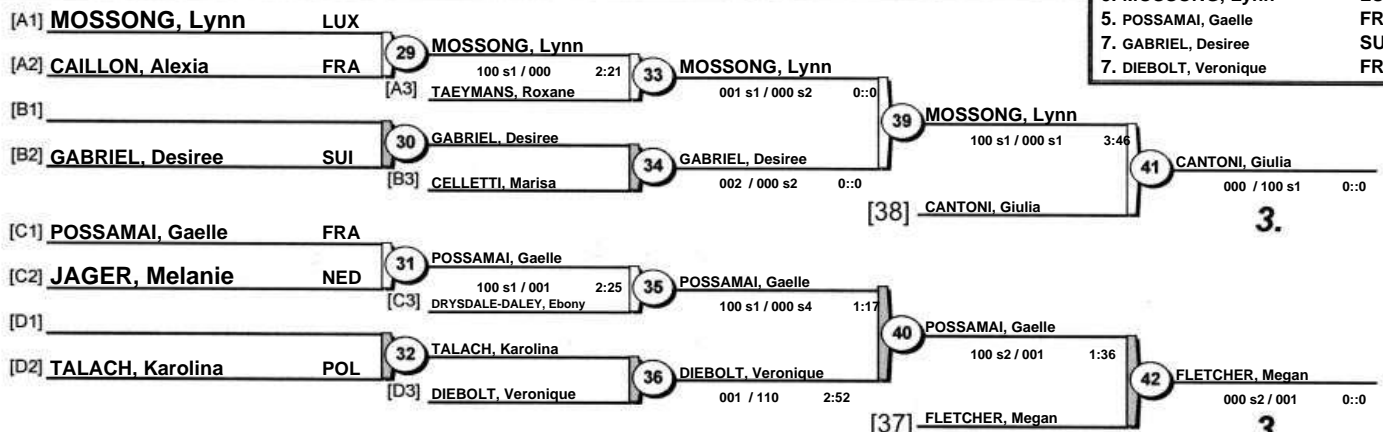 [A1] MOSSONG, Lynn LUX
[A2] CAILLON, Alexia FRA
29
[A3]
[B1]
[B2] GABRIEL, Desiree SUI
30
[B3]
[C1] POSSAMAI, Gaelle FRA
[C2] JAGER, Melanie NED
31
[C3]
[D1]
[D2] TALACH, Karolina POL
32
[D3]
MOSSONG, Lynn
100 s1 / 000 2:21
TAEYMANS, Roxane
33
GABRIEL, Desiree
CELLETTI, Marisa
34
POSSAMAI, Gaelle
100 s1 / 001 2:25
DRYSDALE-DALEY, Ebony
35
TALACH, Karolina
DIEBOLT, Veronique
36
MOSSONG, Lynn
001 s1 / 000 s2 0::0
39
GABRIEL, Desiree
002 / 000 s2 0::0
POSSAMAI, Gaelle
100 s1 / 000 s4 1:17
40
DIEBOLT, Veronique
001 / 110 2:52
MOSSONG, Lynn
100 s1 / 000 s1 3:46
41
[38] CANTONI, Giulia
POSSAMAI, Gaelle
100 s2 / 001 1:36
42
[37] FLETCHER, Megan
CANTONI, Giulia
000 / 100 s1 0::0
3.
FLETCHER, Megan
000 s2 / 001 0::0
3
5. POSSAMAI, Gaelle FR
7. GABRIEL, Desiree SU
7. DIEBOLT, Veronique FR